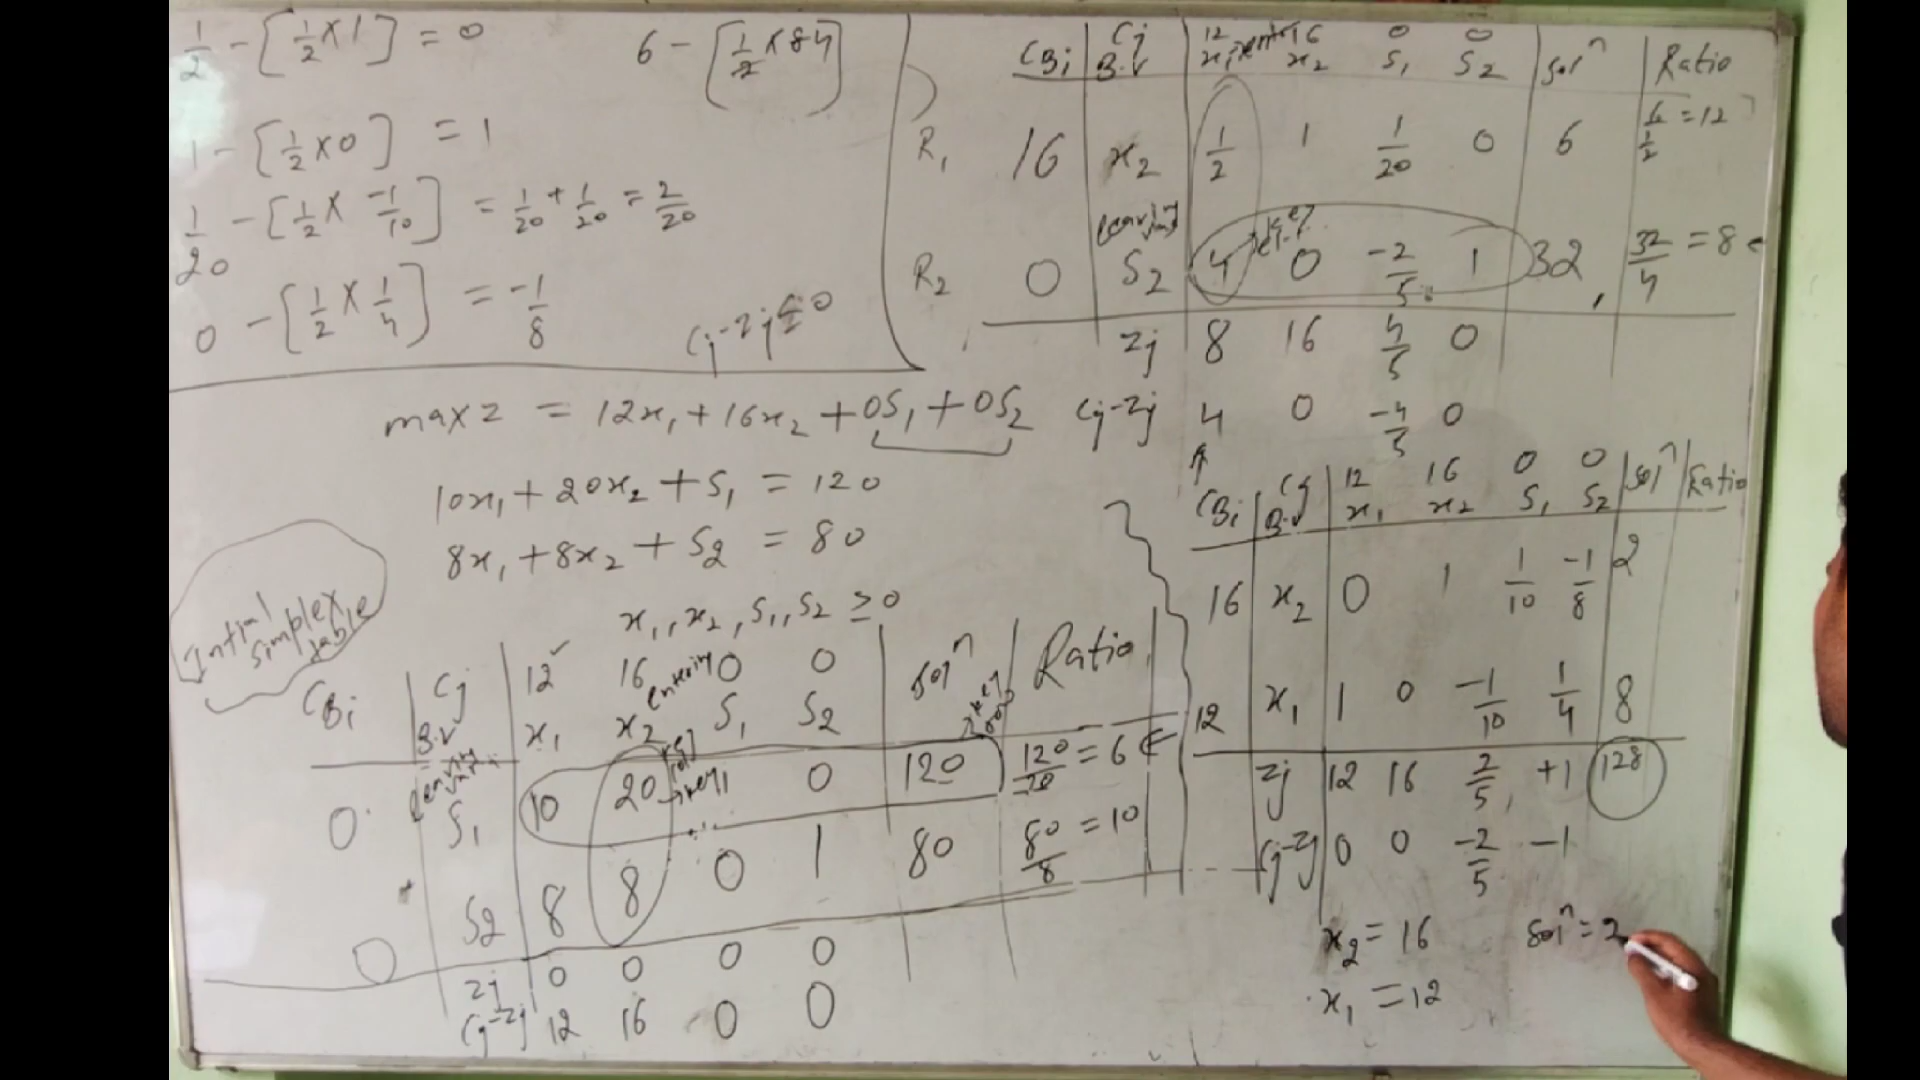 1/2 - [1/2 × 1] = 0
6 - [1/2 × 84]
1 - [1/2 × 0] = 1
1/20 - [1/2 × -1/10] = 1/20 + 1/20 = 2/20
0 - [1/2 × 1/4] = -1/8
Cj-Zj ≤ 0
CBi Cj 12 16 0 0
B.V x1 x2 S1 S2 Solⁿ Ratio
R1 16 x2 1/2 1 1/20 0 6 6/1/2 = 12
leaving
key
R2 0 S2 4 0 -2/5 1 32 32/4 = 8
Zj 8 16 4/5 0
Cj-Zj 4 0 -4/5 0
max Z = 12x1 + 16x2 + 0S1 + 0S2
10x1 + 20x2 + S1 = 120
8x1 + 8x2 + S2 = 80
x1, x2, S1, S2 ≥ 0
Intial
simplex
table
CBi Cj 12 16 entering 0 0
B.V x1 x2 S1 S2 Solⁿ Ratio
leaving
key
0 S1 10 20 1 0 120 120/20 = 6
0 S2 8 8 0 1 80 80/8 = 10
Zj 0 0 0 0
Cj-Zj 12 16 0 0
CBi Cj 12 16 0 0
B.V x1 x2 S1 S2 Solⁿ Ratio
16 x2 0 1 1/10 -1/8 2
12 x1 1 0 -1/10 1/4 8
Zj 12 16 2/5 +1 128
Cj-Zj 0 0 -2/5 -1
x2 = 16 Solⁿ = 2
x1 = 12